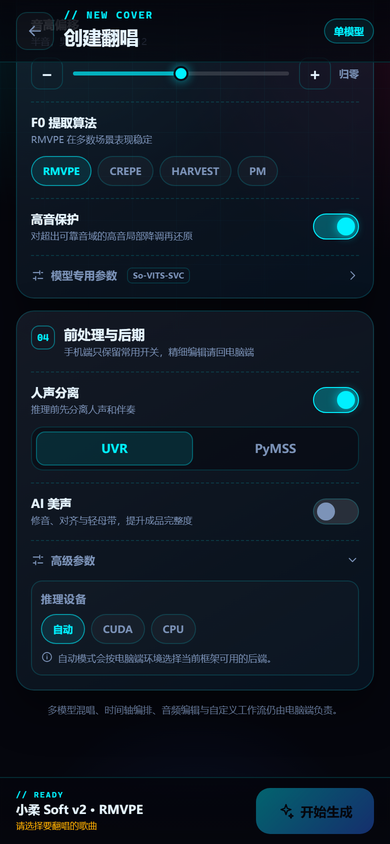 // NEW COVER
创建翻唱
单模型
归零
F0 提取算法
RMVPE 在多数场景表现稳定
RMVPE
CREPE
HARVEST
PM
高音保护
对超出可靠音域的高音局部降调再还原
模型专用参数
So-VITS-SVC
04
前处理与后期
手机端只保留常用开关，精细编辑请回电脑端
人声分离
推理前先分离人声和伴奏
UVR
PyMSS
AI 美声
修音、对齐与轻母带，提升成品完整度
高级参数
推理设备
自动
CUDA
CPU
自动模式会按电脑端环境选择当前框架可用的后端。
多模型混唱、时间轴编排、音频编辑与自定义工作流仍由电脑端负责。
// READY
小柔 Soft v2 • RMVPE
请选择要翻唱的歌曲
开始生成